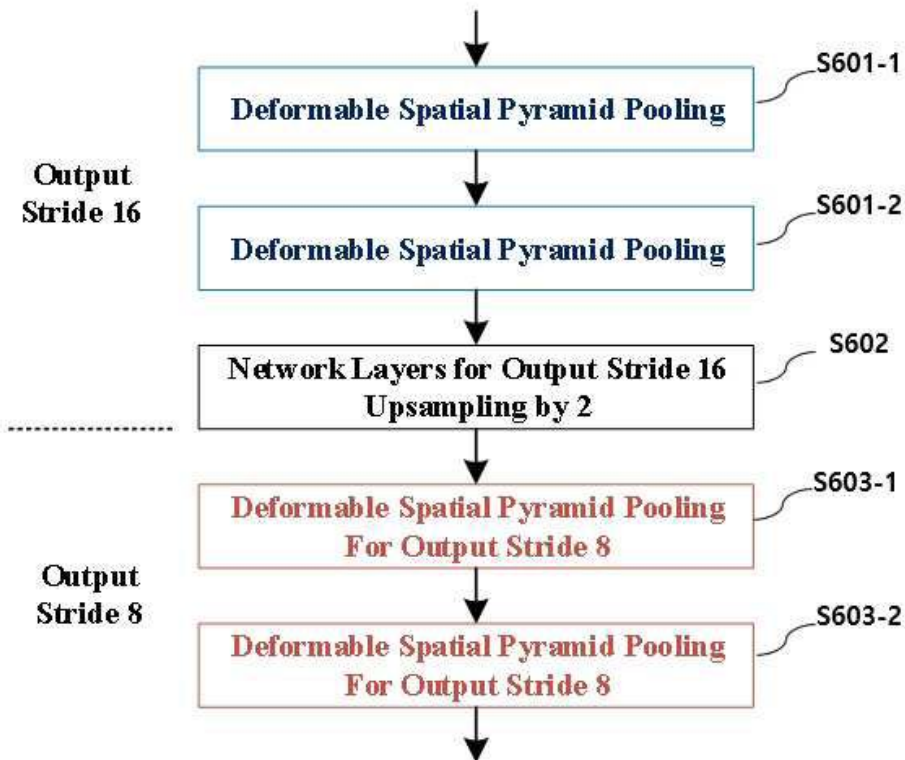 S601-1
Deformable Spatial Pyramid Pooling
Output
Stride 16
S601-2
Deformable Spatial Pyramid Pooling
S602
Network Layers for Output Stride 16
Upsampling by 2
S603-1
Deformable Spatial Pyramid Pooling
For Output Stride 8
Output
Stride 8
S603-2
Deformable Spatial Pyramid Pooling
For Output Stride 8